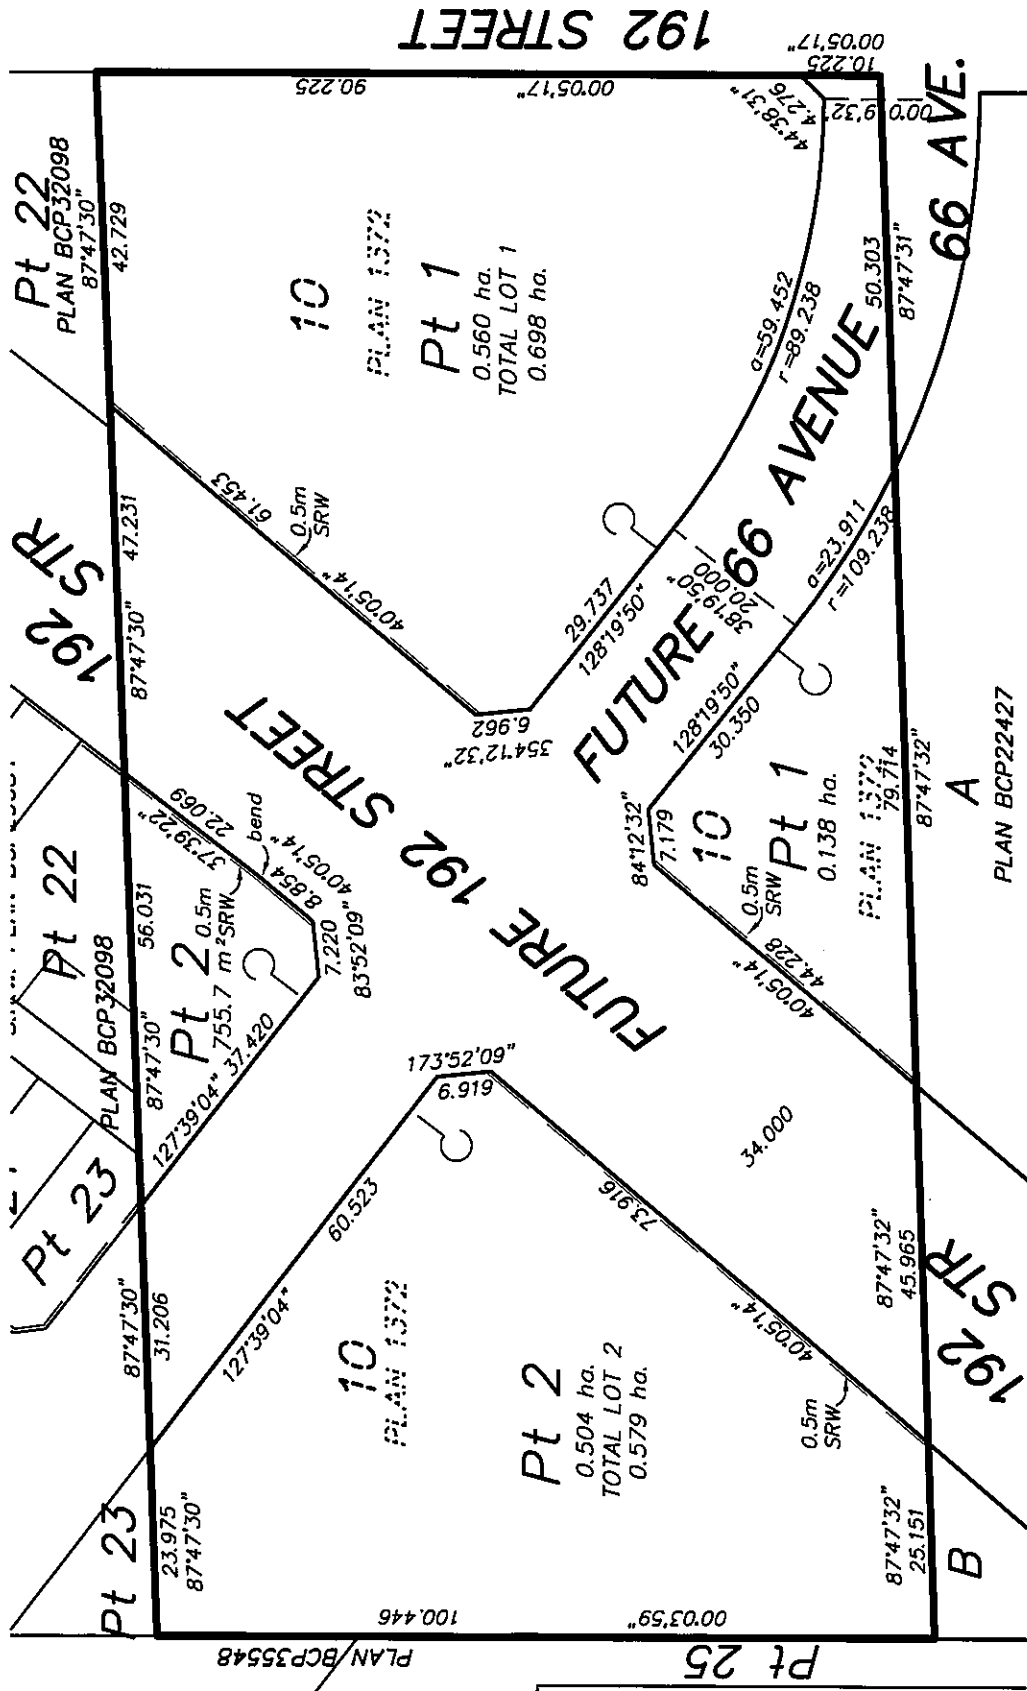 192 STREET
00°05'17"
10.225
90.225
00°05'17"
44°38'31"
4.276
00°09'32"
66 AVE.
Pt 22
PLAN BCP32098
87°47'30"
42.729
10
PLAN 1372
Pt 1
0.560 ha.
TOTAL LOT 1
0.698 ha.
a=59.452
r=89.238
50.303
87°47'31"
192 STR
47.231
87°47'30"
61.453
0.5m
SRW
40°05'14"
29.737
128°19'50"
6.962
354°12'32"
FUTURE 66 AVENUE
38°19'50"
20.000
a=23.911
r=109.238
128°19'50"
30.350
FUTURE 192 STREET
22.069
37°39'22"
bend
8.854
40°05'14"
7.220
83°52'09"
Pt 22
PLAN BCP32098
56.031
87°47'30"
Pt 2
755.7 m²
0.5m
SRW
37.420
127°39'04"
84°12'32"
7.179
10
PLAN 1372
Pt 1
0.138 ha.
79.714
87°47'32"
A
PLAN BCP22427
0.5m
SRW
44.228
40°05'14"
Pt 23
87°47'30"
31.206
173°52'09"
6.619
60.523
127°39'04"
73.916
40°05'14"
34.000
87°47'32"
45.965
192 STR
10
PLAN 1372
Pt 2
0.504 ha.
TOTAL LOT 2
0.579 ha.
0.5m
SRW
Pt 23
23.975
87°47'30"
87°47'32"
25.151
B
100.446
00°03'59"
PLAN BCP35548
Pt 25